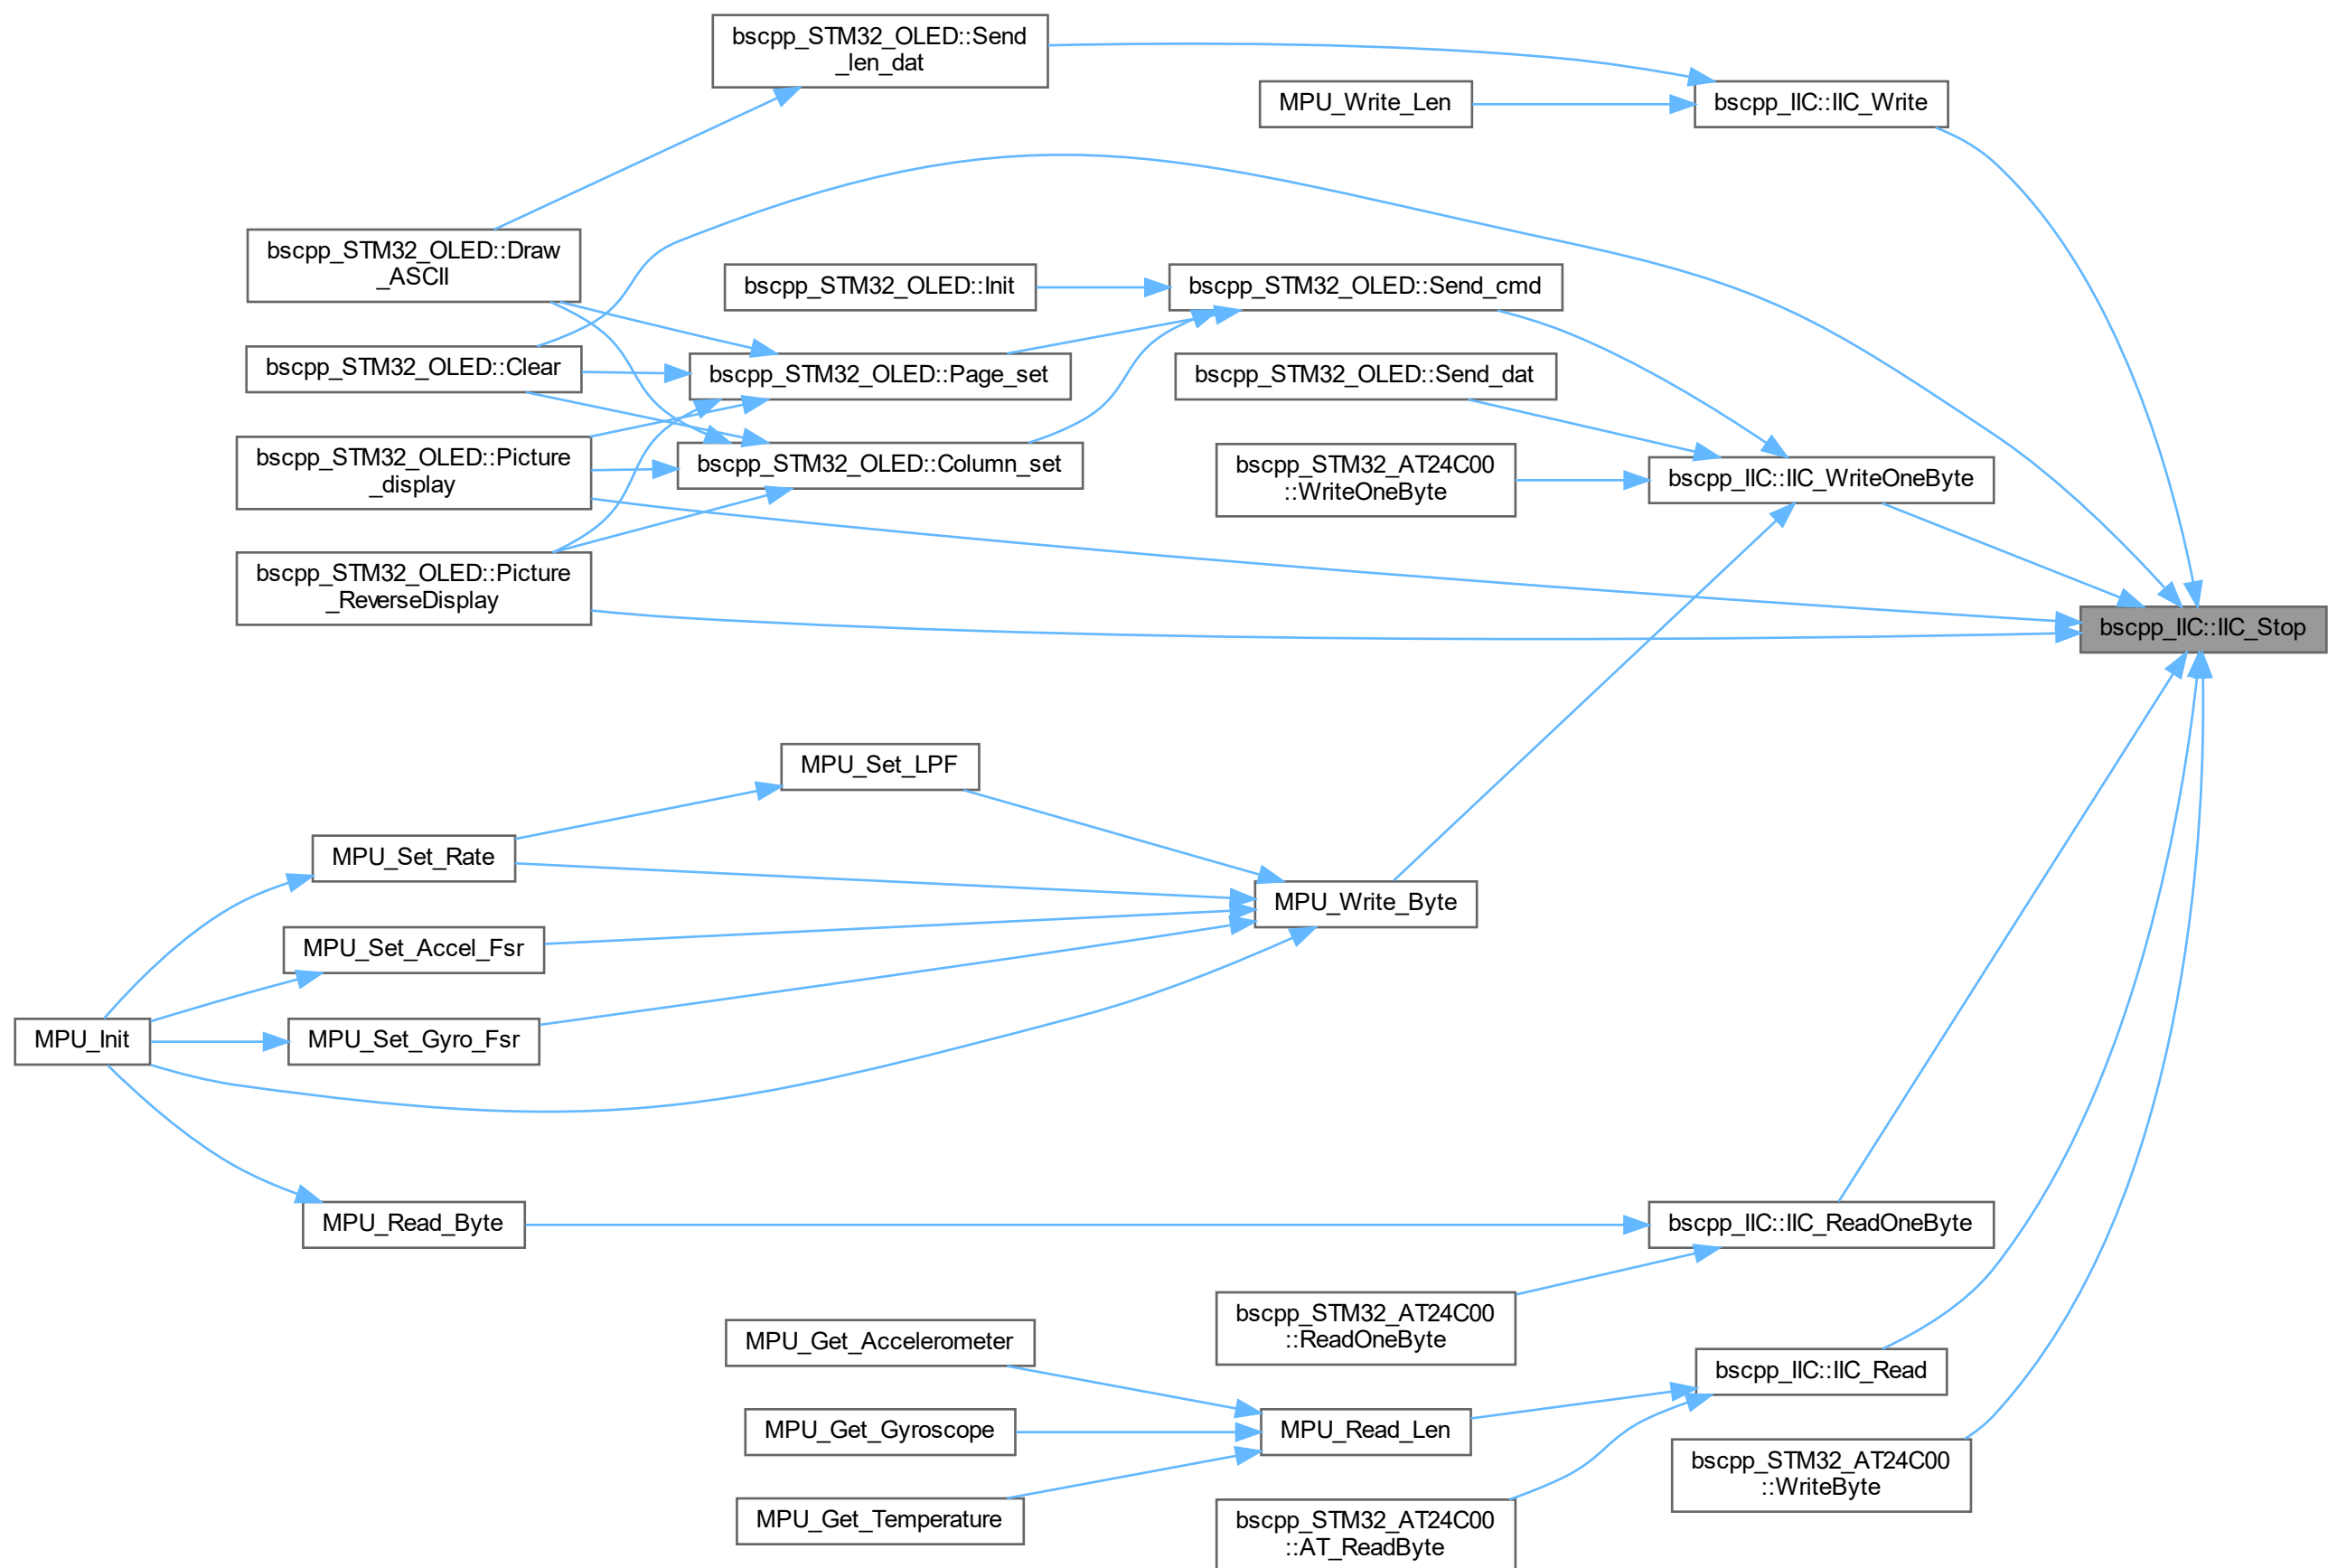 bscpp_STM32_OLED::Send
_len_dat
MPU_Write_Len
bscpp_IIC::IIC_Write
bscpp_STM32_OLED::Draw
_ASCII
bscpp_STM32_OLED::Init
bscpp_STM32_OLED::Send_cmd
bscpp_STM32_OLED::Clear
bscpp_STM32_OLED::Page_set
bscpp_STM32_OLED::Send_dat
bscpp_STM32_OLED::Picture
_display
bscpp_STM32_OLED::Column_set
bscpp_STM32_AT24C00
::WriteOneByte
bscpp_IIC::IIC_WriteOneByte
bscpp_STM32_OLED::Picture
_ReverseDisplay
bscpp_IIC::IIC_Stop
MPU_Set_LPF
MPU_Set_Rate
MPU_Write_Byte
MPU_Set_Accel_Fsr
MPU_Init
MPU_Set_Gyro_Fsr
MPU_Read_Byte
bscpp_IIC::IIC_ReadOneByte
bscpp_STM32_AT24C00
::ReadOneByte
MPU_Get_Accelerometer
bscpp_IIC::IIC_Read
MPU_Get_Gyroscope
MPU_Read_Len
bscpp_STM32_AT24C00
::WriteByte
MPU_Get_Temperature
bscpp_STM32_AT24C00
::AT_ReadByte